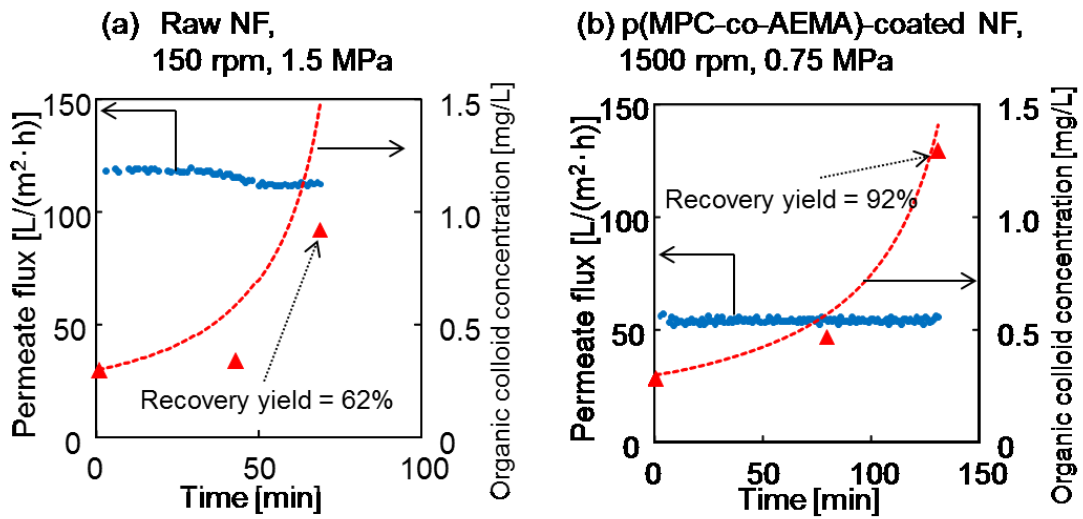 (a) Raw NF,
150 rpm, 1.5 MPa
Permeate flux [L/(m²·h)]
150
100
50
0
0
50
100
Time [min]
1.5
1.0
0.5
0
Organic colloid concentration [mg/L]
Recovery yield = 62%
(b) p(MPC-co-AEMA)-coated NF,
1500 rpm, 0.75 MPa
Permeate flux [L/(m²·h)]
150
100
50
0
0
50
100
150
Time [min]
1.5
1.0
0.5
0
Organic colloid concentration [mg/L]
Recovery yield = 92%